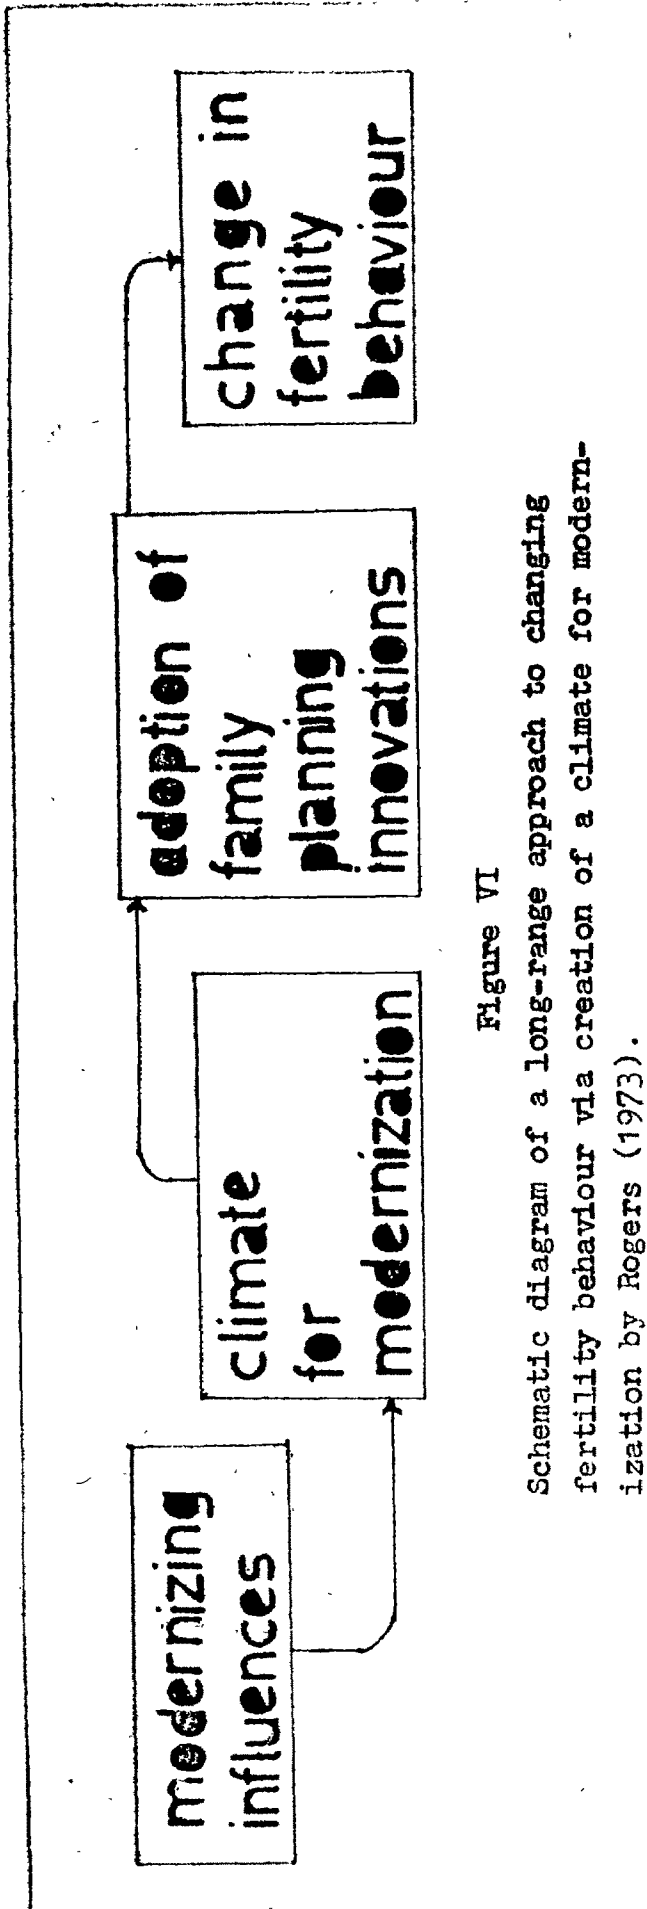 modernizing
influences
climate
for
modernization
adoption of
family
planning
innovations
change in
fertility
behaviour
Figure VI
Schematic diagram of a long-range approach to changing
fertility behaviour via creation of a climate for modern-
ization by Rogers (1973).